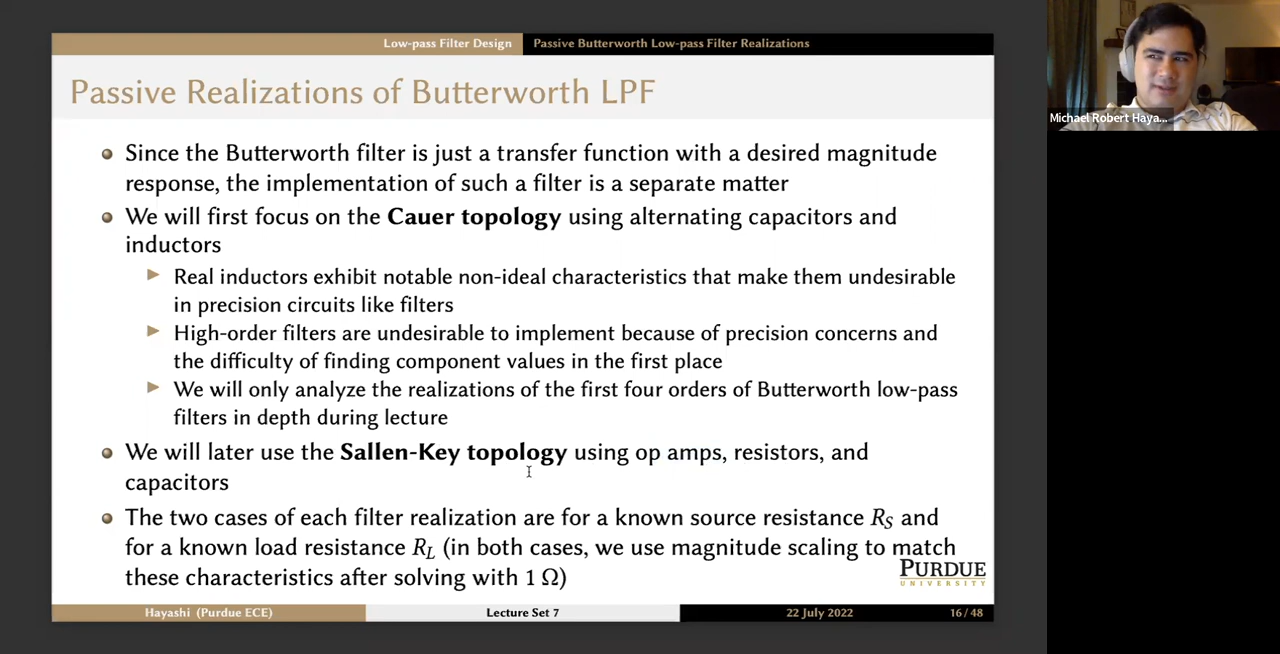 Low-pass Filter Design
Passive Butterworth Low-pass Filter Realizations
Passive Realizations of Butterworth LPF
Since the Butterworth filter is just a transfer function with a desired magnitude
response, the implementation of such a filter is a separate matter
We will first focus on the Cauer topology using alternating capacitors and
inductors
Real inductors exhibit notable non-ideal characteristics that make them undesirable
in precision circuits like filters
High-order filters are undesirable to implement because of precision concerns and
the difficulty of finding component values in the first place
We will only analyze the realizations of the first four orders of Butterworth low-pass
filters in depth during lecture
We will later use the Sallen-Key topology using op amps, resistors, and
capacitors
The two cases of each filter realization are for a known source resistance R_S and
for a known load resistance R_L (in both cases, we use magnitude scaling to match
these characteristics after solving with 1 Ω)
PURDUE
UNIVERSITY
Hayashi (Purdue ECE)
Lecture Set 7
22 July 2022
16 / 48
Michael Robert Haya...